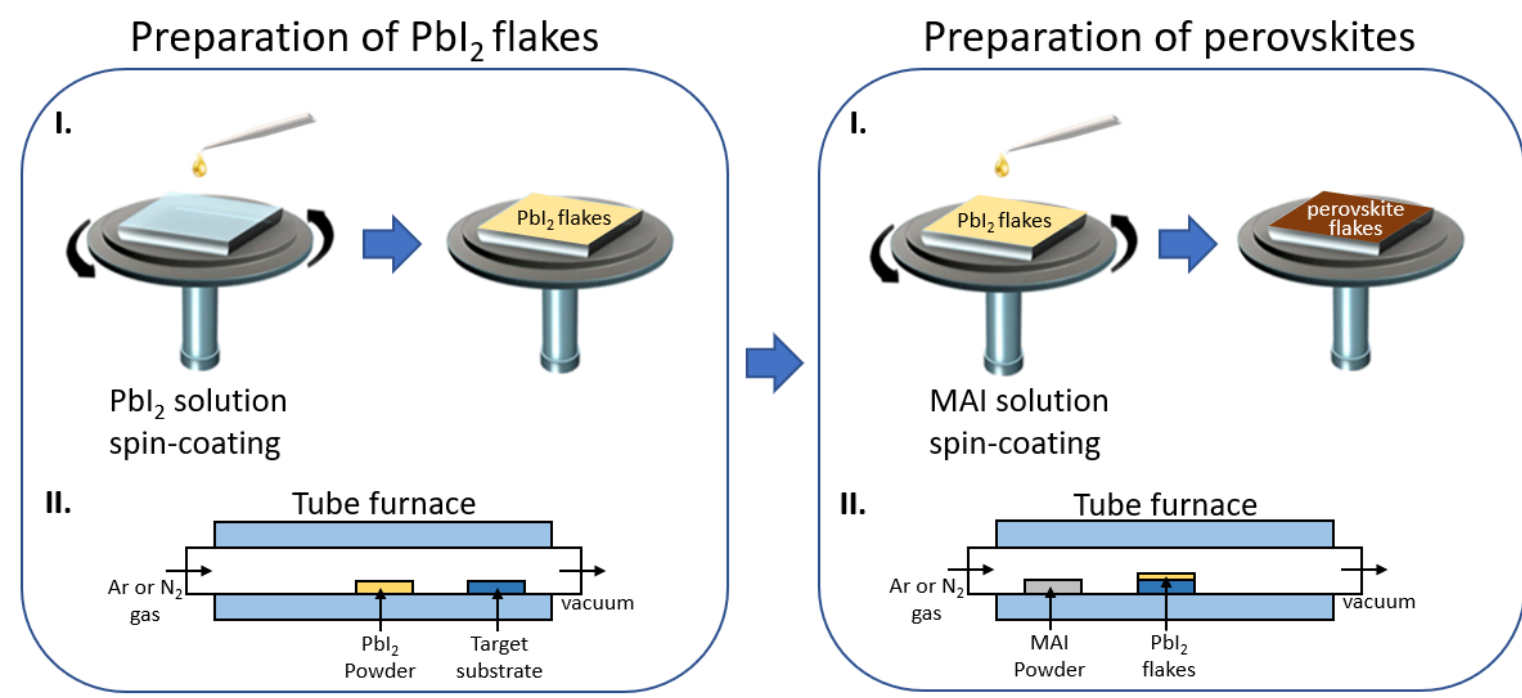 Preparation of PbI₂ flakes
I.
PbI₂ flakes
PbI₂ solution
spin-coating
II.
Tube furnace
Ar or N₂
gas
vacuum
PbI₂
Powder
Target
substrate
Preparation of perovskites
I.
PbI₂ flakes
perovskite
flakes
MAI solution
spin-coating
II.
Tube furnace
Ar or N₂
gas
vacuum
MAI
Powder
PbI₂
flakes